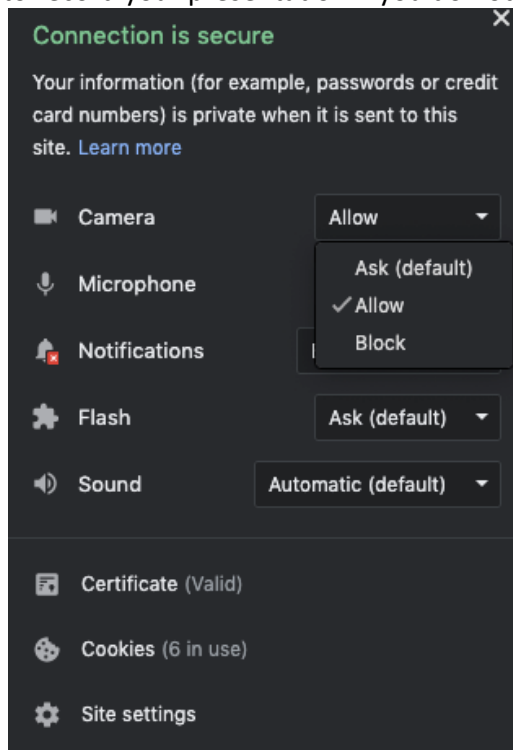 Connection is secure
Your information (for example, passwords or credit
card numbers) is private when it is sent to this
site. Learn more
Camera
Allow
Ask (default)
Allow
Block
Microphone
Notifications
Flash
Ask (default)
Sound
Automatic (default)
Certificate (Valid)
Cookies (6 in use)
Site settings